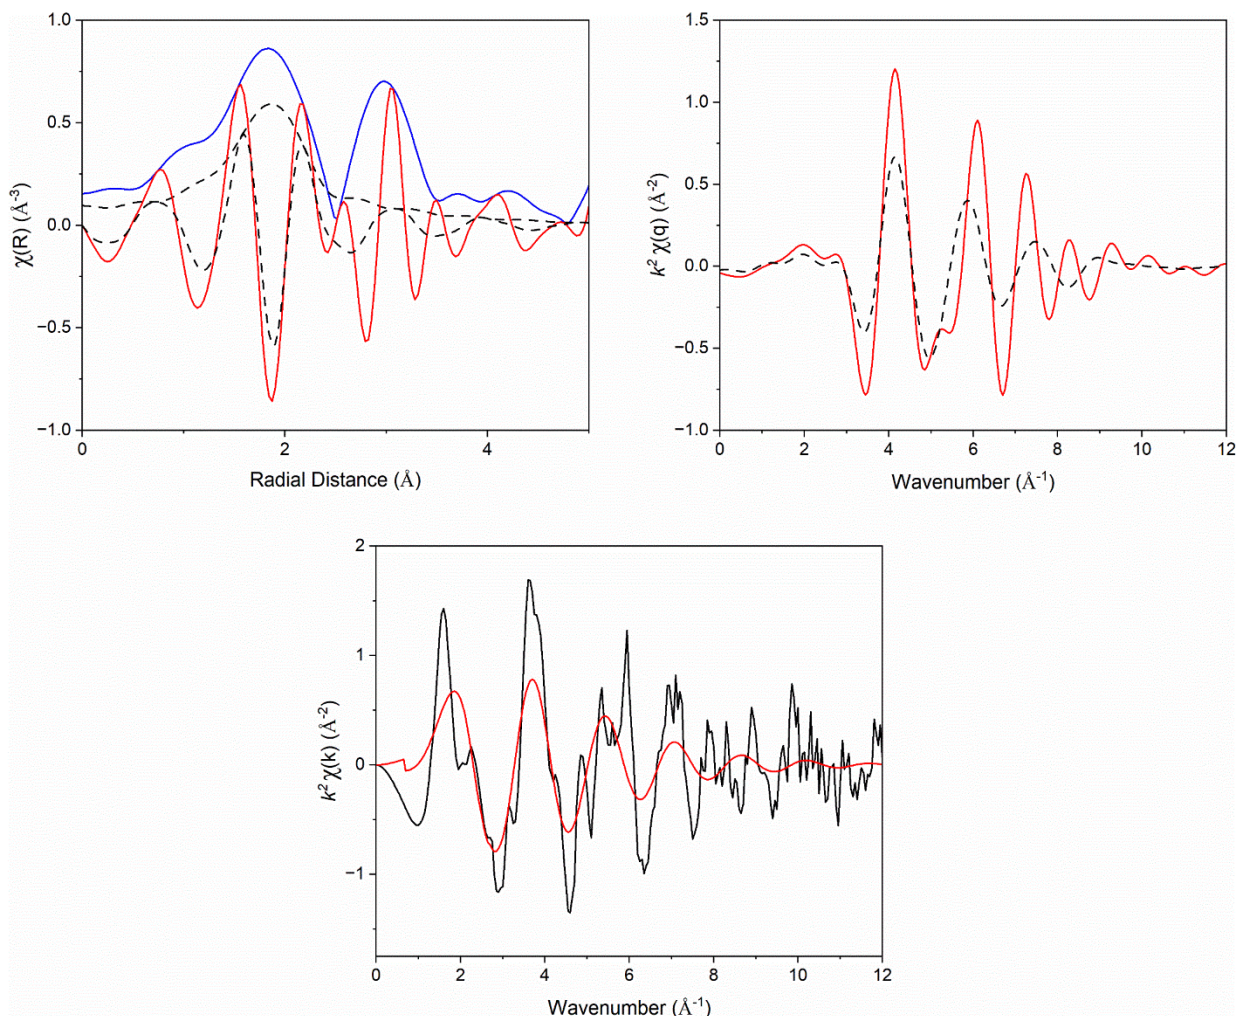 1.0
0.5
0.0
−0.5
−1.0
χ(R) (Å⁻³)
0 2 4
Radial Distance (Å)
1.5
1.0
0.5
0.0
−0.5
−1.0
k² χ(q) (Å⁻²)
0 2 4 6 8 10 12
Wavenumber (Å⁻¹)
2
1
0
−1
k² χ(k) (Å⁻²)
0 2 4 6 8 10 12
Wavenumber (Å⁻¹)